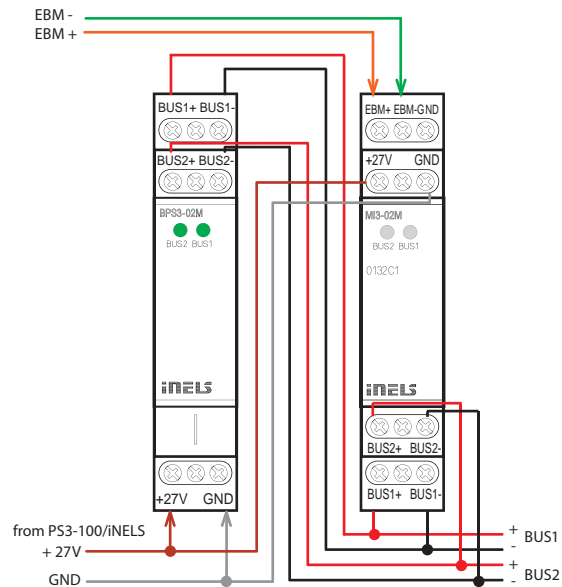 EBM -
EBM +
BUS1+ BUS1-
BUS2+ BUS2-
BPS3-02M
BUS2 BUS1
iNELS
+27V GND
EBM+ EBM-GND
+27V GND
MI3-02M
BUS2 BUS1
0132C1
iNELS
BUS2+ BUS2-
BUS1+ BUS1-
from PS3-100/iNELS
+ 27V
GND
+ BUS1
-
+ BUS2
-